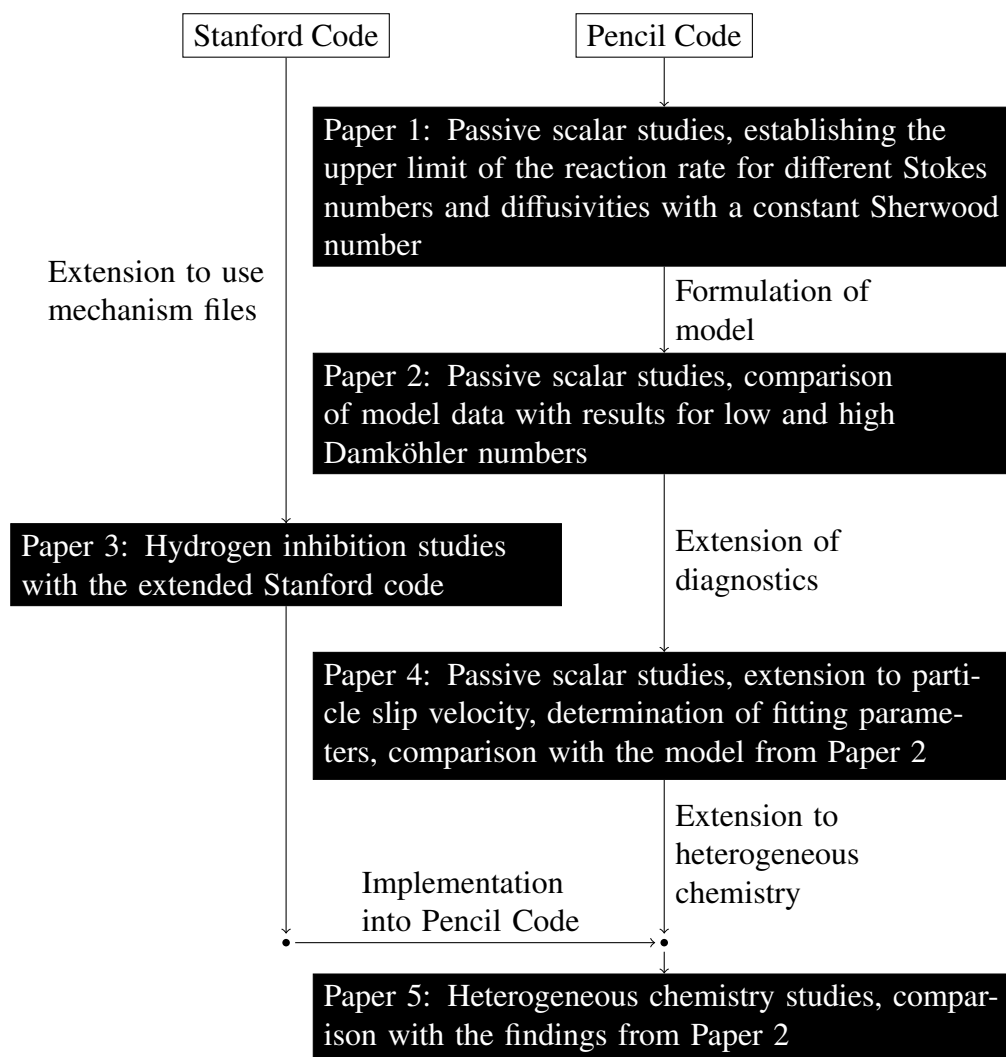 Stanford Code
Pencil Code
Paper 1: Passive scalar studies, establishing the
upper limit of the reaction rate for different Stokes
numbers and diffusivities with a constant Sherwood
number
Extension to use
mechanism files
Formulation of
model
Paper 2: Passive scalar studies, comparison
of model data with results for low and high
Damköhler numbers
Paper 3: Hydrogen inhibition studies
with the extended Stanford code
Extension of
diagnostics
Paper 4: Passive scalar studies, extension to parti-
cle slip velocity, determination of fitting parame-
ters, comparison with the model from Paper 2
Extension to
heterogeneous
chemistry
Implementation
into Pencil Code
Paper 5: Heterogeneous chemistry studies, compar-
ison with the findings from Paper 2